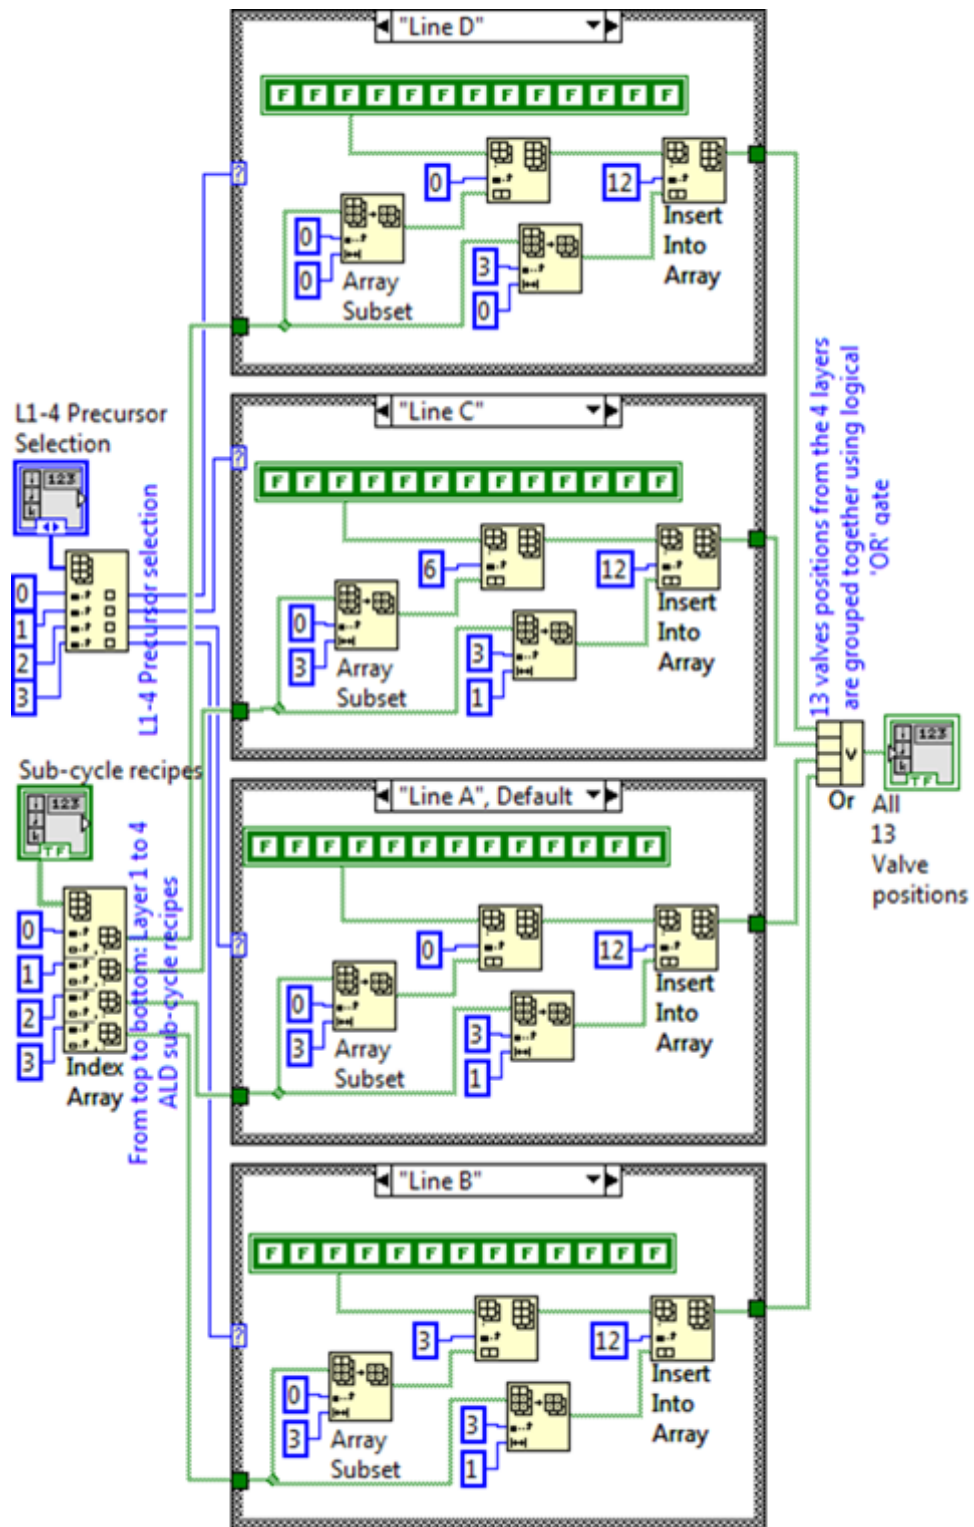 "Line D"
F F F F F F F F F F F F F
0
12
Insert
Into
Array
0
0
Array
Subset
3
0
L1-4 Precursor
Selection
123
i
j
k
0
1
2
3
L1-4 Precursor selection
"Line C"
F F F F F F F F F F F F F
6
12
Insert
Into
Array
0
3
Array
Subset
3
1
13 valves positions from the 4 layers
are grouped together using logical
'OR' gate
Or
123
i
j
k
TF
All
13
Valve
positions
Sub-cycle recipes
123
i
j
k
TF
0
1
2
3
Index
Array
From top to bottom: Layer 1 to 4
ALD sub-cycle recipes
"Line A", Default
F F F F F F F F F F F F F
0
12
Insert
Into
Array
0
3
Array
Subset
3
1
"Line B"
F F F F F F F F F F F F F
3
12
Insert
Into
Array
0
3
Array
Subset
3
1